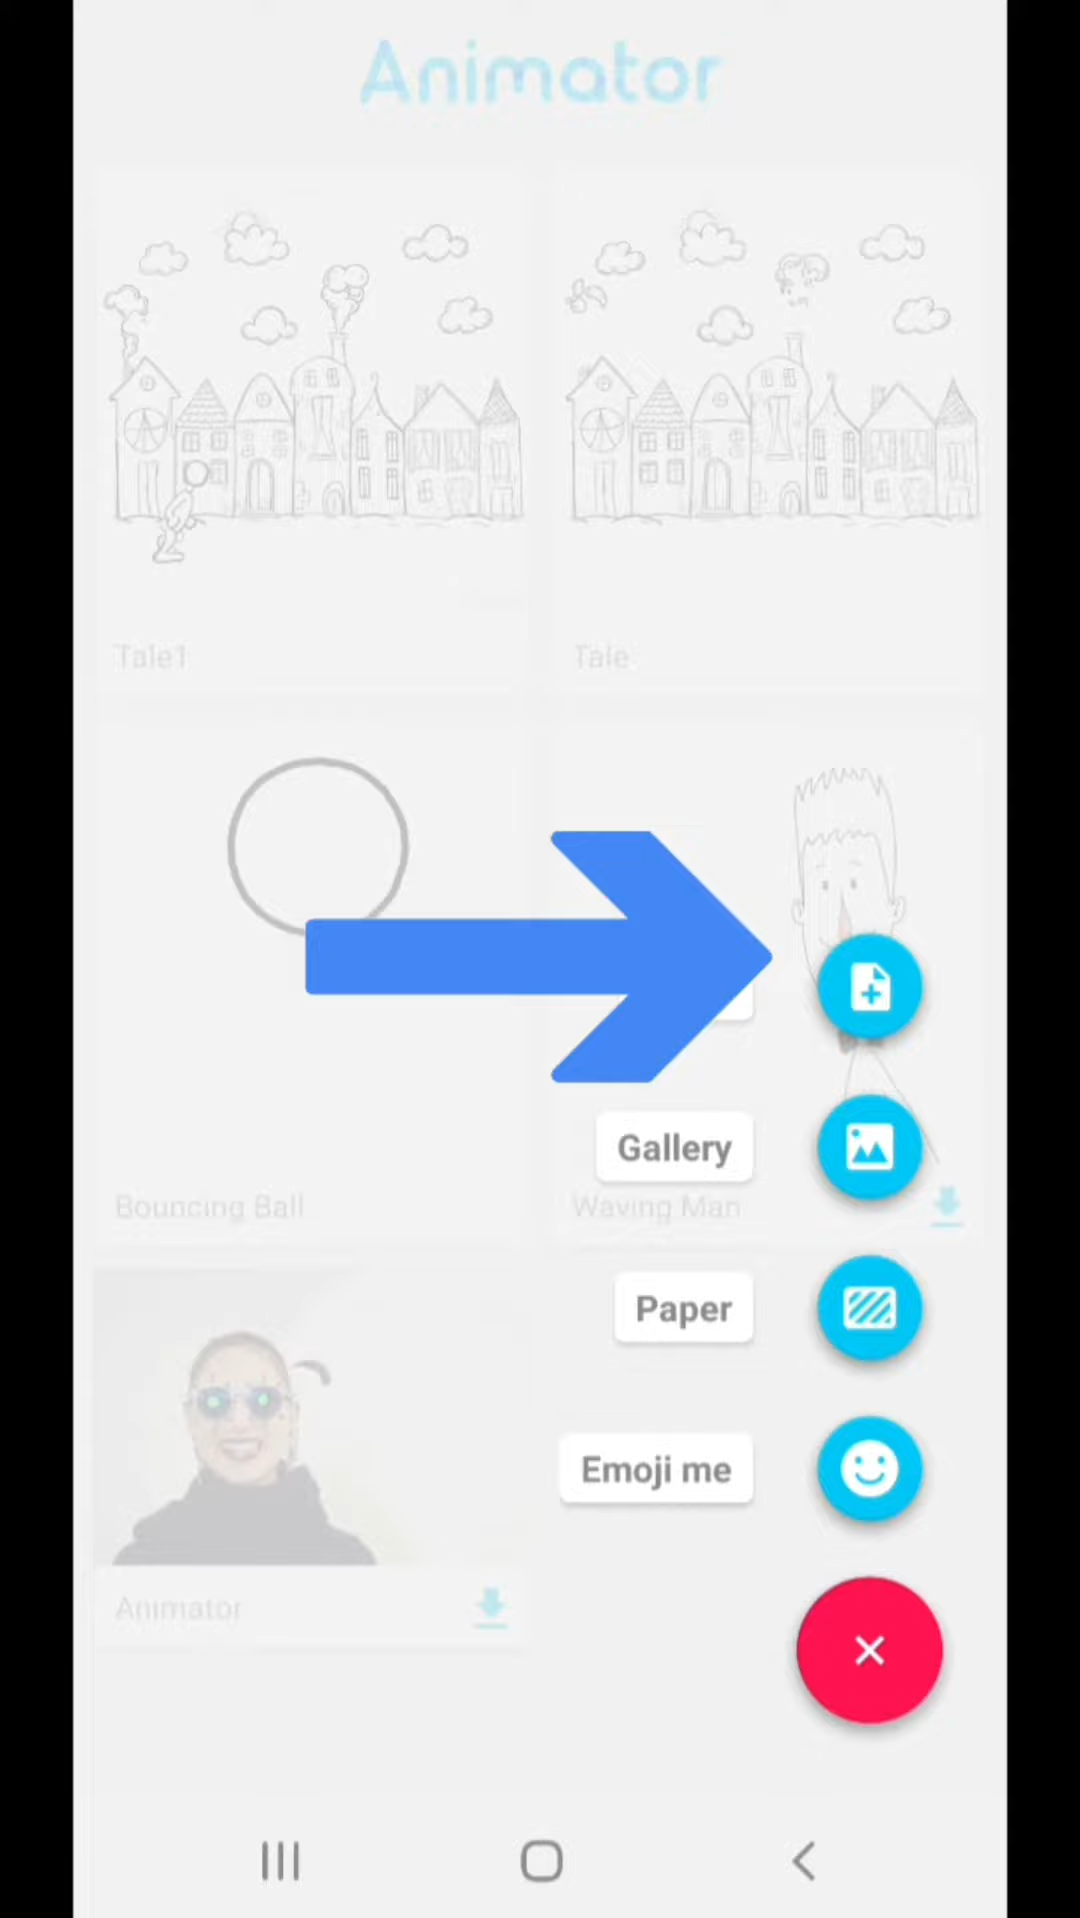 Animator
Tale1
Tale
Gallery
Bouncing Ball
Waving Man
Paper
Emoji me
Animator